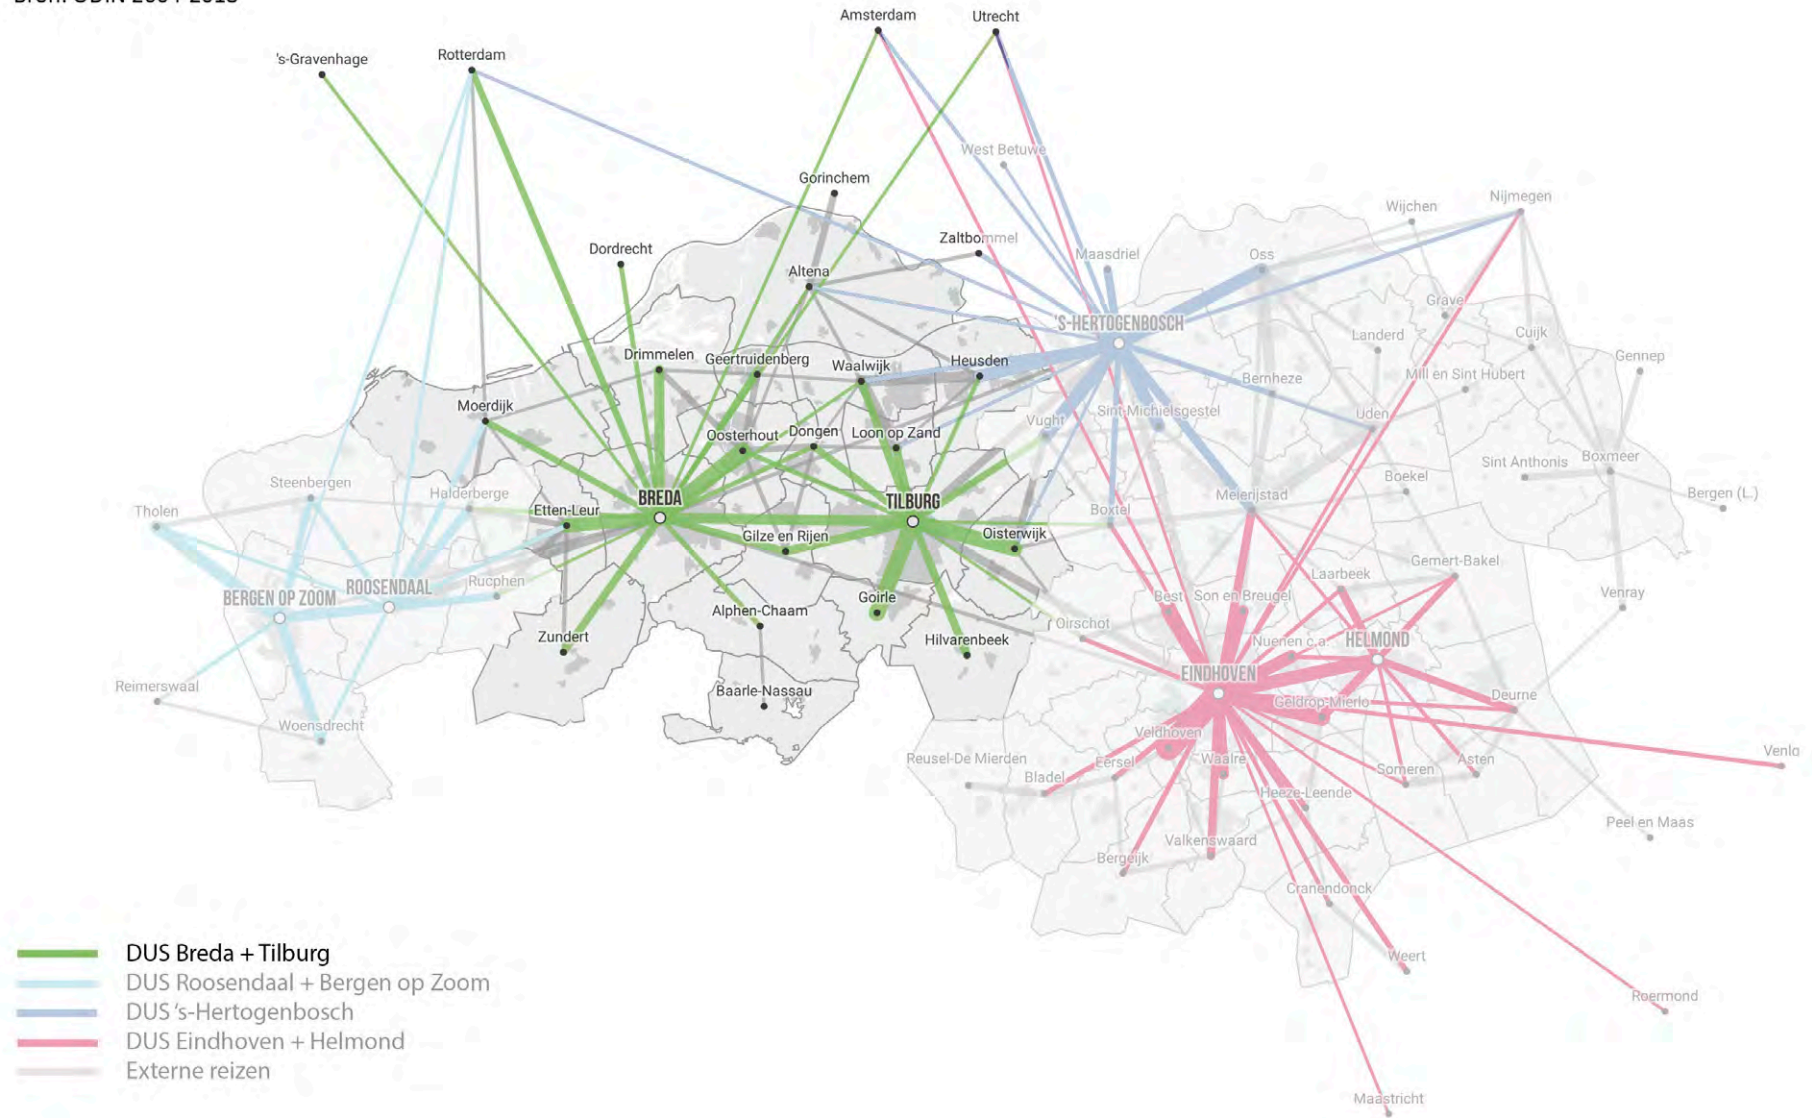 Amsterdam
Utrecht
's-Gravenhage
Rotterdam
West Betuwe
Gorinchem
Nijmegen
Wijchen
Dordrecht
Zaltbommel
Maasdriel
Oss
Altena
Grave
'S-HERTOGENBOSCH
Landerd
Cuijk
Drimmelen
Geertruidenberg
Waalwijk
Heusden
Gennep
Bernheze
Mill en Sint Hubert
Moerdijk
Sint-Michielsgestel
Uden
Vught
Oosterhout
Dongen
Loon op Zand
Boxmeer
Sint Anthonis
Steenbergen
Halderberge
BREDA
TILBURG
Meierijstad
Boekel
Bergen (L.)
Tholen
Etten-Leur
Boxtel
Gilze en Rijen
Oisterwijk
Gemert-Bakel
Laarbeek
Rucphen
ROOSENDAAL
BERGEN OP ZOOM
Goirle
Best
Son en Breugel
Venray
Alphen-Chaam
Oirschot
Zundert
Hilvarenbeek
Nuenen c.a.
HELMOND
EINDHOVEN
Reimerswaal
Baarle-Nassau
Geldrop-Mierlo
Deurne
Woensdrecht
Veldhoven
Venlo
Reusel-De Mierden
Eersel
Waalre
Asten
Bladel
Someren
Heeze-Leende
Peel en Maas
Valkenswaard
Bergeijk
Cranendonck
DUS Breda + Tilburg
Weert
DUS Roosendaal + Bergen op Zoom
Roermond
DUS ‘s-Hertogenbosch
DUS Eindhoven + Helmond
Externe reizen
Maastricht